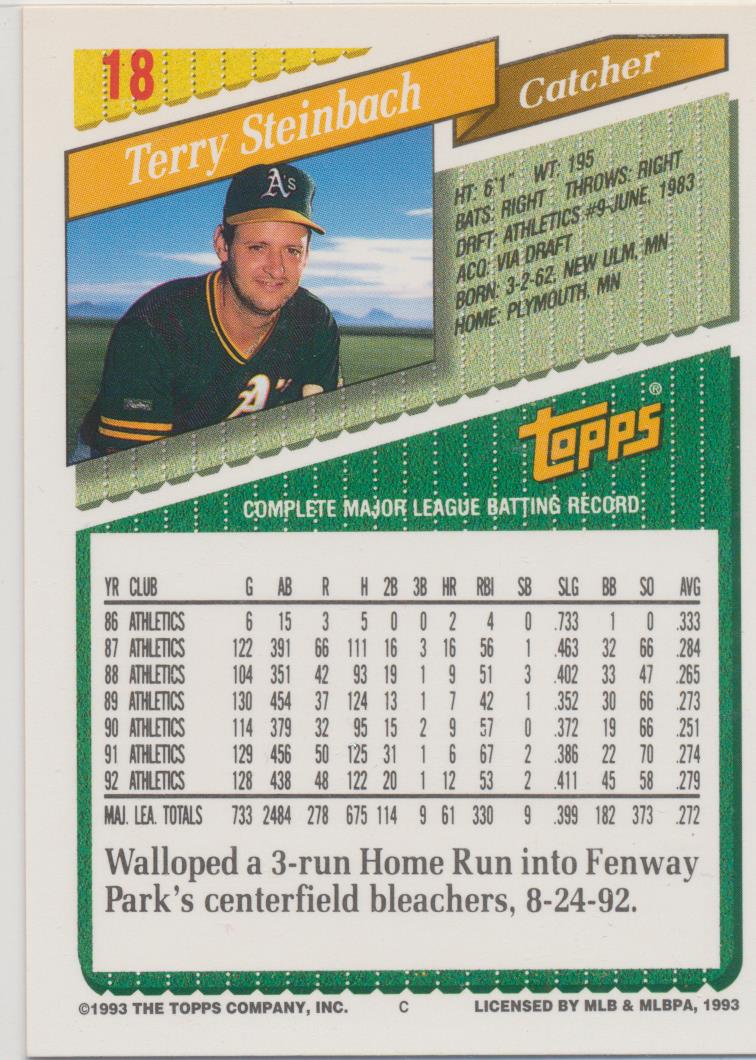 18
Terry Steinbach
Catcher
A's
HT: 6'1" WT: 195
BATS: RIGHT THROWS: RIGHT
DRFT: ATHLETICS #9-JUNE, 1983
ACQ: VIA DRAFT
BORN: 3-2-62, NEW ULM, MN
HOME: PLYMOUTH, MN
A's
topps®
COMPLETE MAJOR LEAGUE BATTING RECORD
YR CLUB G AB R H 2B 3B HR RBI SB SLG BB SO AVG
86 ATHLETICS 6 15 3 5 0 0 2 4 0 .733 1 0 .333
87 ATHLETICS 122 391 66 111 16 3 16 56 1 .463 32 66 .284
88 ATHLETICS 104 351 42 93 19 1 9 51 3 .402 33 47 .265
89 ATHLETICS 130 454 37 124 13 1 7 42 1 .352 30 66 .273
90 ATHLETICS 114 379 32 95 15 2 9 57 0 .372 19 66 .251
91 ATHLETICS 129 456 50 125 31 1 6 67 2 .386 22 70 .274
92 ATHLETICS 128 438 48 122 20 1 12 53 2 .411 45 58 .279
MAJ. LEA. TOTALS 733 2484 278 675 114 9 61 330 9 .399 182 373 .272
Walloped a 3-run Home Run into Fenway
Park's centerfield bleachers, 8-24-92.
©1993 THE TOPPS COMPANY, INC. C LICENSED BY MLB & MLBPA, 1993